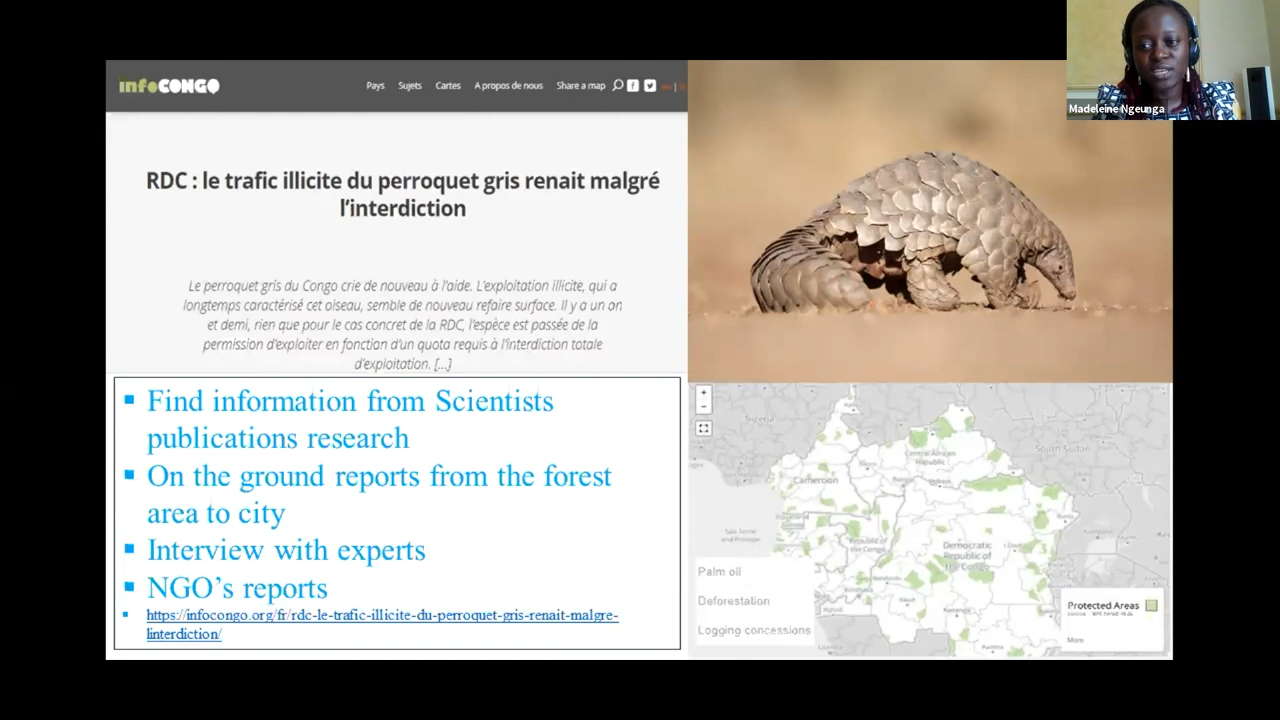 infoCONGO
Pays Sujets Cartes A propos de nous Share a map
RDC : le trafic illicite du perroquet gris renait malgré
l'interdiction
Le perroquet gris du Congo crie de nouveau à l'aide. L'exploitation illicite, qui a
longtemps caractérisé cet oiseau, semble de nouveau refaire surface. Il y a un an
et demi, rien que pour le cas concret de la RDC, l'espèce est passée de la
permission d'exploiter en fonction d'un quota requis à l'interdiction totale
d'exploitation. [...]
Find information from Scientists
publications research
On the ground reports from the forest
area to city
Interview with experts
NGO's reports
https://infocongo.org/fr/rdc-le-trafic-illicite-du-perroquet-gris-renait-malgre-
linterdiction/
Madeleine Ngeunga
+
−
Nigeria
South Sudan
Central African
Republic
Cameroon
Republic of
the Congo
Democratic
Republic of
the Congo
Palm oil
Deforestation
Logging concessions
Protected Areas
More